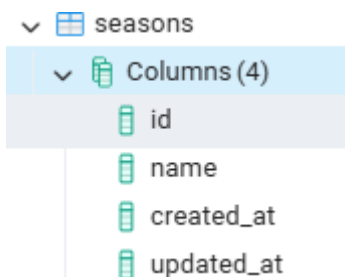 seasons
Columns (4)
id
name
created_at
updated_at